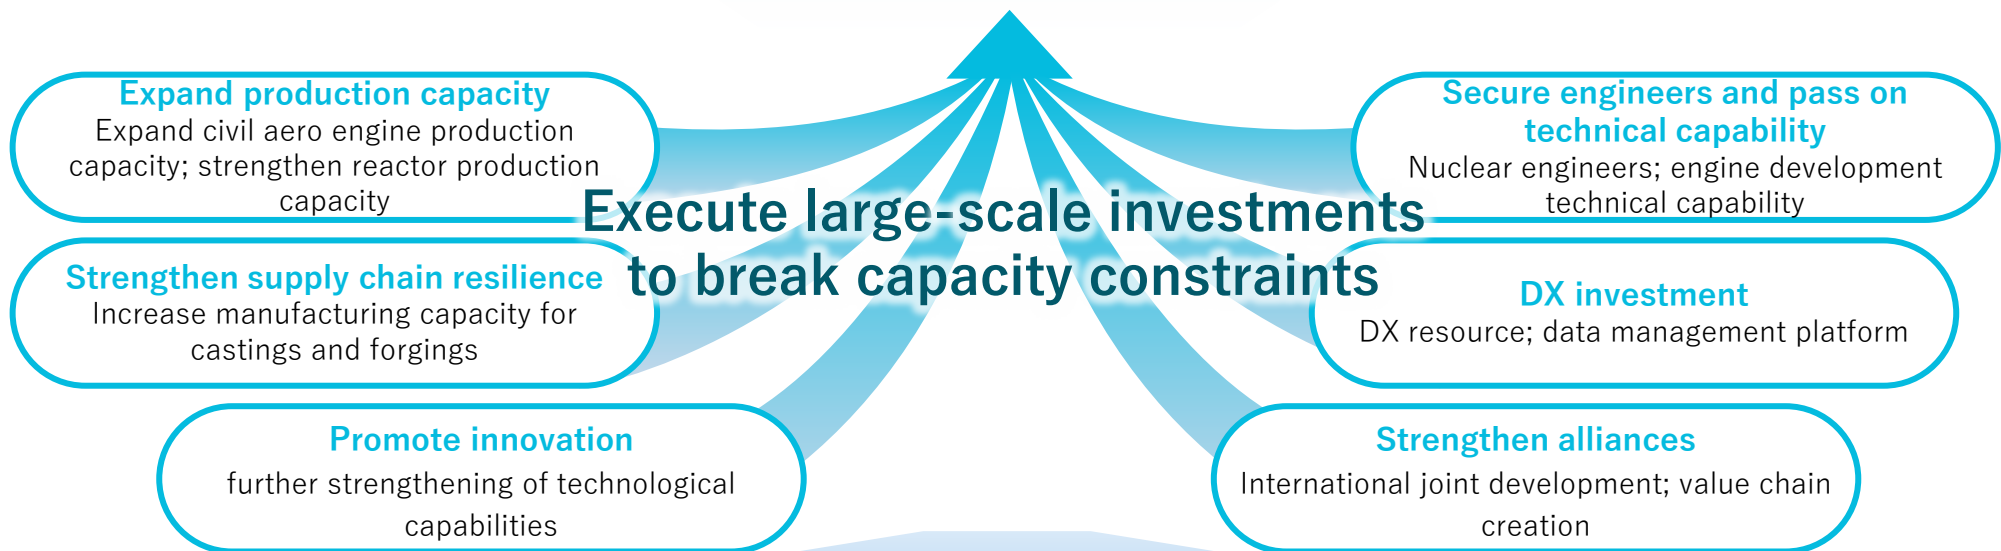 Expand production capacity
Expand civil aero engine production
capacity; strengthen reactor production
capacity
Secure engineers and pass on
technical capability
Nuclear engineers; engine development
technical capability
Execute large-scale investments
to break capacity constraints
Strengthen supply chain resilience
Increase manufacturing capacity for
castings and forgings
DX investment
DX resource; data management platform
Promote innovation
further strengthening of technological
capabilities
Strengthen alliances
International joint development; value chain
creation